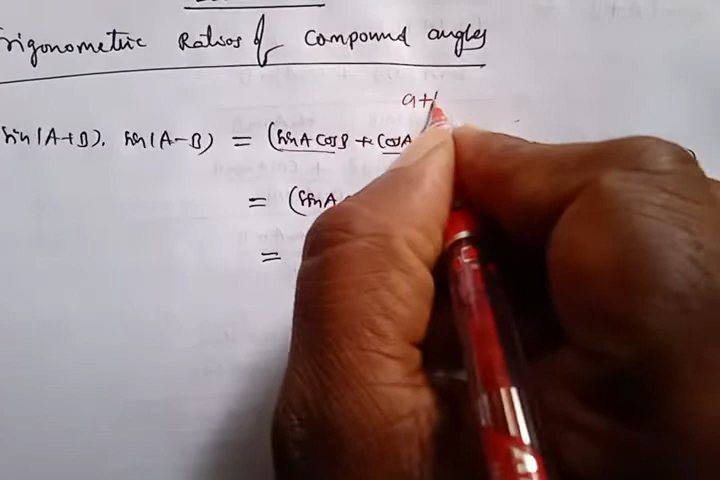 Trigonometric Ratios of Compound angles
a+
sin(A+B). sin(A-B) = (sinA cosB + cosA
= (sinA
=